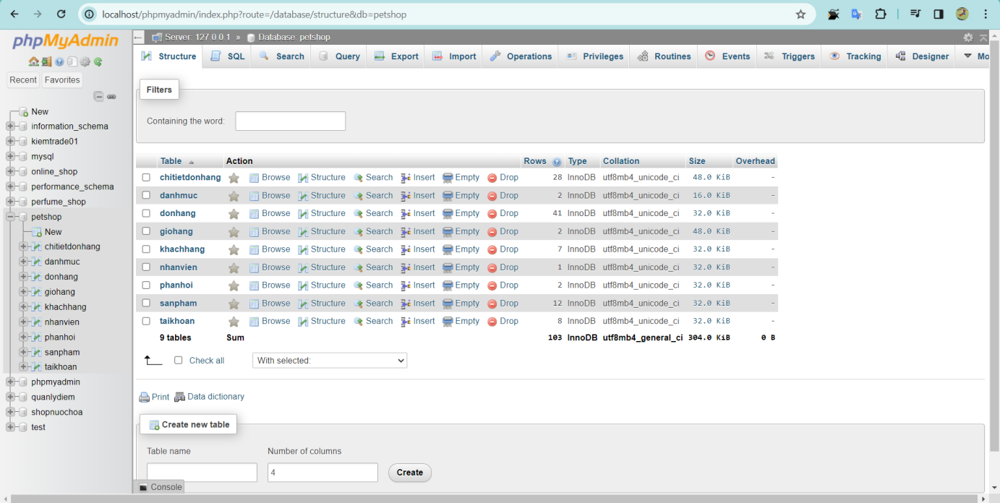 localhost/phpmyadmin/index.php?route=/database/structure&db=petshop
phpMyAdmin
Recent Favorites
New
information_schema
kiemtrade01
mysql
online_shop
performance_schema
perfume_shop
petshop
New
chitietdonhang
danhmuc
donhang
giohang
khachhang
nhanvien
phanhoi
sanpham
taikhoan
phpmyadmin
quanlydiem
shopnuochoa
test
Server: 127.0.0.1 » Database: petshop
Structure SQL Search Query Export Import Operations Privileges Routines Events Triggers Tracking Designer Mo
Filters
Containing the word:
Table Action Rows Type Collation Size Overhead
chitietdonhang Browse Structure Search Insert Empty Drop 28 InnoDB utf8mb4_unicode_ci 48.0 KiB -
danhmuc Browse Structure Search Insert Empty Drop 2 InnoDB utf8mb4_unicode_ci 16.0 KiB -
donhang Browse Structure Search Insert Empty Drop 41 InnoDB utf8mb4_unicode_ci 32.0 KiB -
giohang Browse Structure Search Insert Empty Drop 2 InnoDB utf8mb4_unicode_ci 48.0 KiB -
khachhang Browse Structure Search Insert Empty Drop 7 InnoDB utf8mb4_unicode_ci 32.0 KiB -
nhanvien Browse Structure Search Insert Empty Drop 1 InnoDB utf8mb4_unicode_ci 32.0 KiB -
phanhoi Browse Structure Search Insert Empty Drop 2 InnoDB utf8mb4_unicode_ci 32.0 KiB -
sanpham Browse Structure Search Insert Empty Drop 12 InnoDB utf8mb4_unicode_ci 32.0 KiB -
taikhoan Browse Structure Search Insert Empty Drop 8 InnoDB utf8mb4_unicode_ci 32.0 KiB -
9 tables Sum 103 InnoDB utf8mb4_general_ci 304.0 KiB 0 B
Check all With selected:
Print Data dictionary
Create new table
Table name Number of columns
4 Create
Console